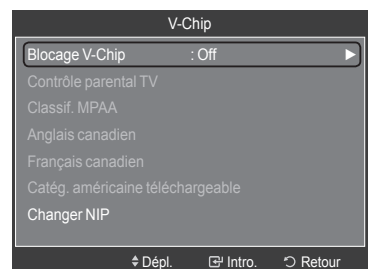 V-Chip
Blocage V-Chip : Off ►
Contrôle parental TV
Classif. MPAA
Anglais canadien
Français canadien
Catég. américaine téléchargeable
Changer NIP
Dépl. Intro. Retour